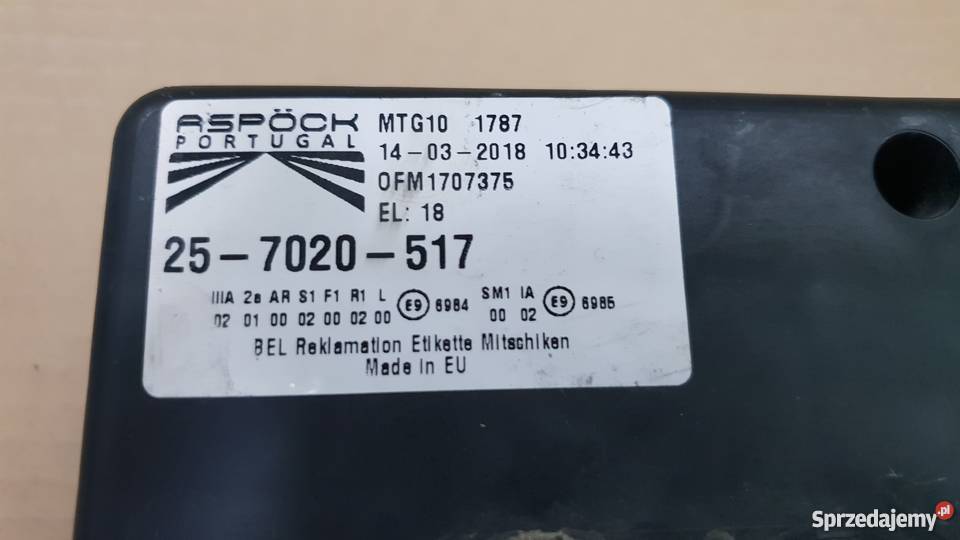 ASPÖCK
PORTUGAL
MTG10 1787
14-03-2018 10:34:43
OFM1707375
EL: 18
25-7020-517
IIIA 2a AR S1 F1 R1 L
02 01 00 02 00 02 00
E9 6984
SM1 IA
00 02
E9 6985
BEL Reklamation Etikette Mitschiken
Made in EU
Sprzedajemy.pl